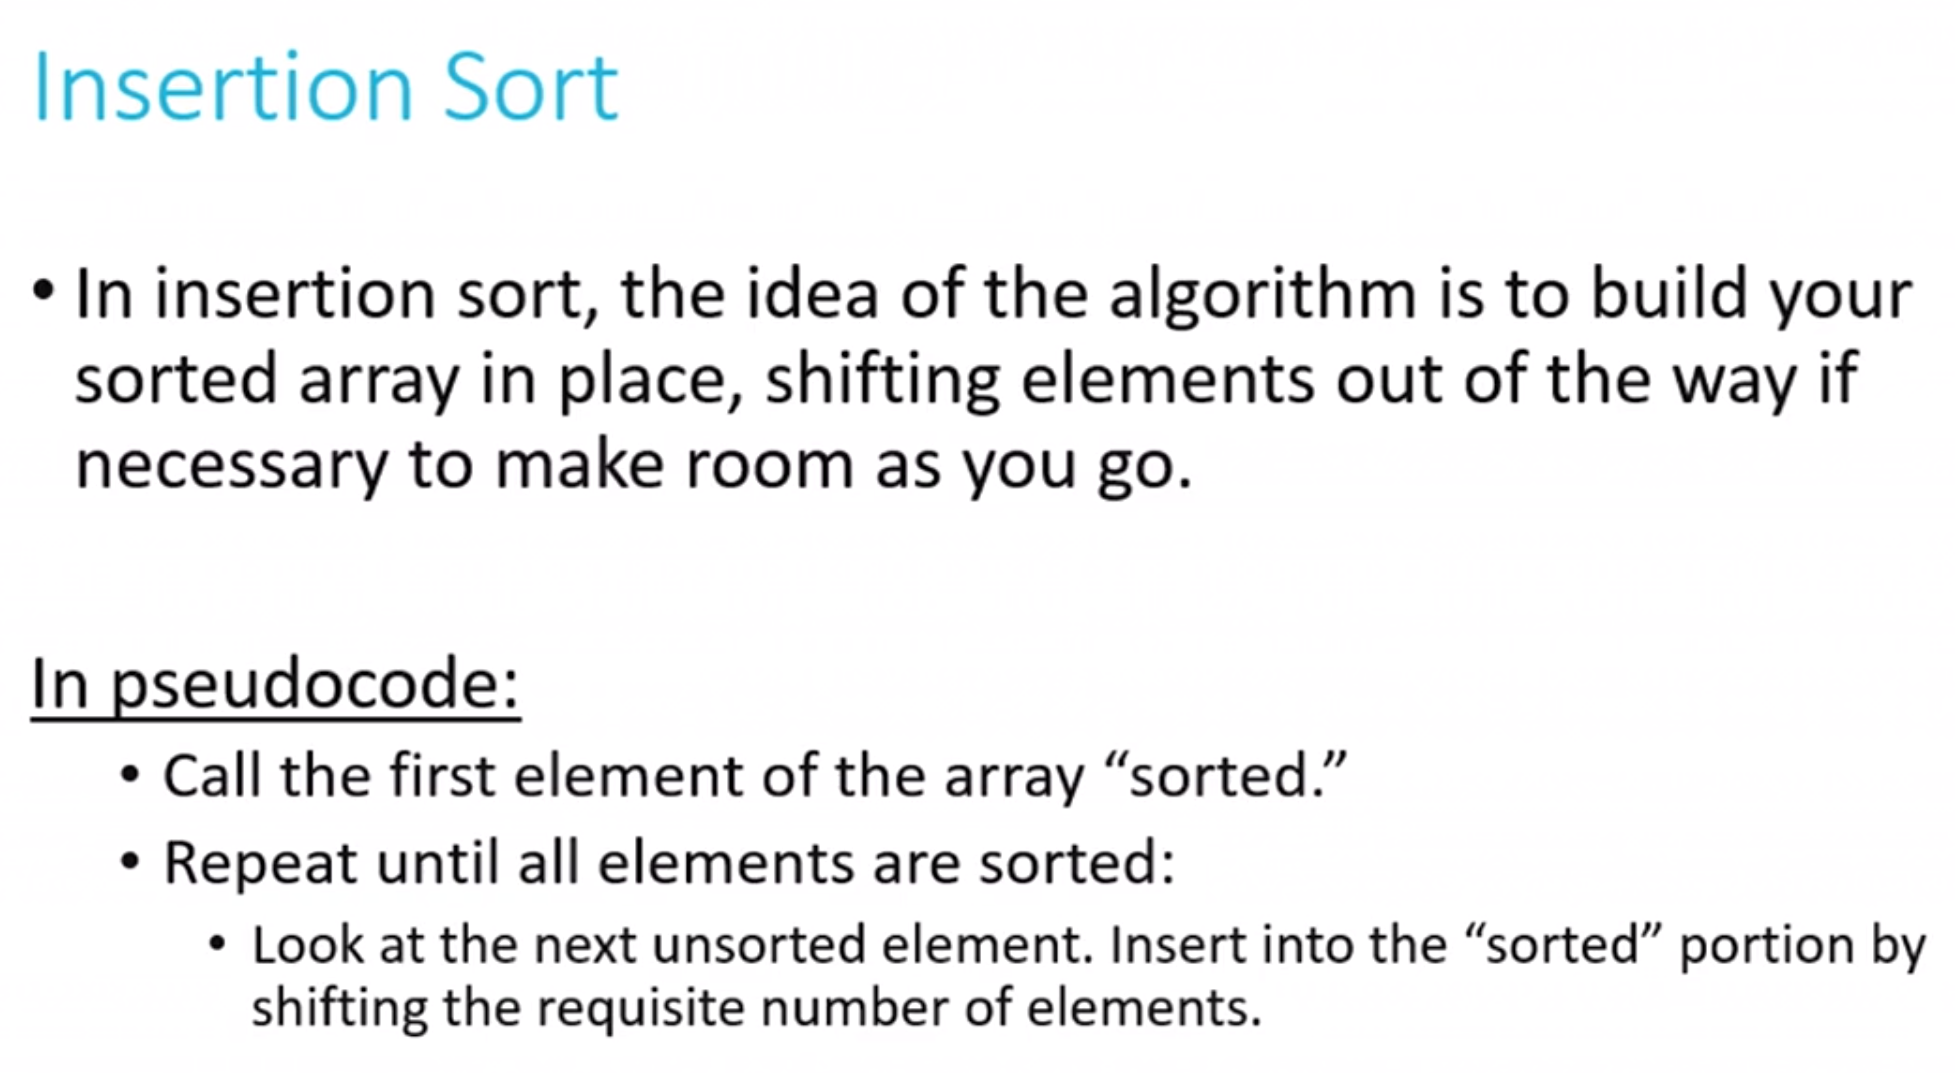 Insertion Sort
• In insertion sort, the idea of the algorithm is to build your
sorted array in place, shifting elements out of the way if
necessary to make room as you go.
In pseudocode:
• Call the first element of the array “sorted.”
• Repeat until all elements are sorted:
• Look at the next unsorted element. Insert into the “sorted” portion by
shifting the requisite number of elements.